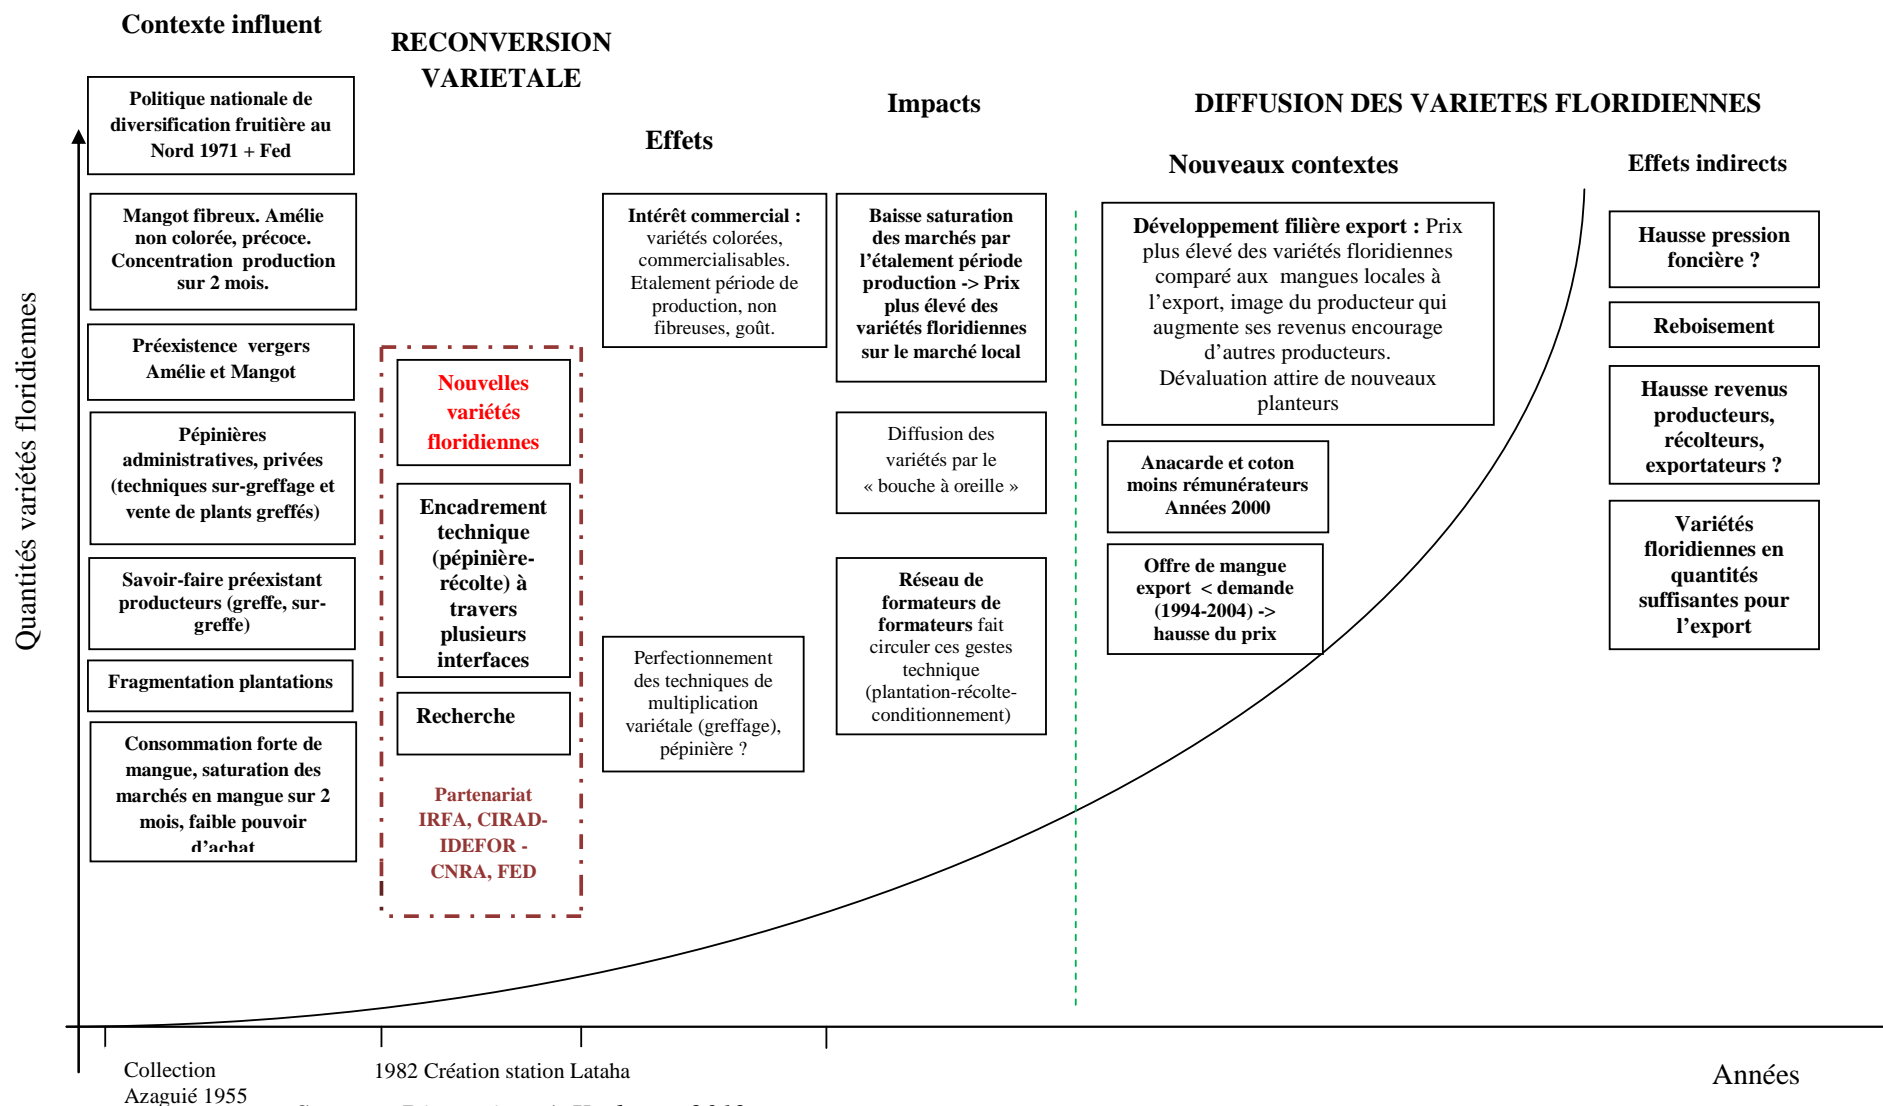 Contexte influent
Politique nationale de
diversification fruitière au
Nord 1971 + Fed
Mangot fibreux. Amélie
non colorée, précoce.
Concentration production
sur 2 mois.
Préexistence vergers
Amélie et Mangot
Pépinières
administratives, privées
(techniques sur-greffage et
vente de plants greffés)
Savoir-faire préexistant
producteurs (greffe, sur-
greffe)
Fragmentation plantations
Consommation forte de
mangue, saturation des
marchés en mangue sur 2
mois, faible pouvoir
d'achat
RECONVERSION
VARIETALE
Nouvelles
variétés
floridiennes
Encadrement
technique
(pépinière-
récolte) à
travers
plusieurs
interfaces
Recherche
Partenariat
IRFA, CIRAD-
IDEFOR -
CNRA, FED
Effets
Intérêt commercial :
variétés colorées,
commercialisables.
Etalement période de
production, non
fibreuses, goût.
Perfectionnement
des techniques de
multiplication
variétale (greffage),
pépinière ?
Impacts
Baisse saturation
des marchés par
l'étalement période
production -> Prix
plus élevé des
variétés floridiennes
sur le marché local
Diffusion des
variétés par le
« bouche à oreille »
Réseau de
formateurs de
formateurs fait
circuler ces gestes
technique
(plantation-récolte-
conditionnement)
DIFFUSION DES VARIETES FLORIDIENNES
Nouveaux contextes
Développement filière export : Prix
plus élevé des variétés floridiennes
comparé aux mangues locales à
l'export, image du producteur qui
augmente ses revenus encourage
d'autres producteurs.
Dévaluation attire de nouveaux
planteurs
Anacarde et coton
moins rémunérateurs
Années 2000
Offre de mangue
export < demande
(1994-2004) ->
hausse du prix
Effets indirects
Hausse pression
foncière ?
Reboisement
Hausse revenus
producteurs,
récolteurs,
exportateurs ?
Variétés
floridiennes en
quantités
suffisantes pour
l'export
Quantités variétés floridiennes
Collection
Azaguié 1955
1982 Création station Lataha
Années